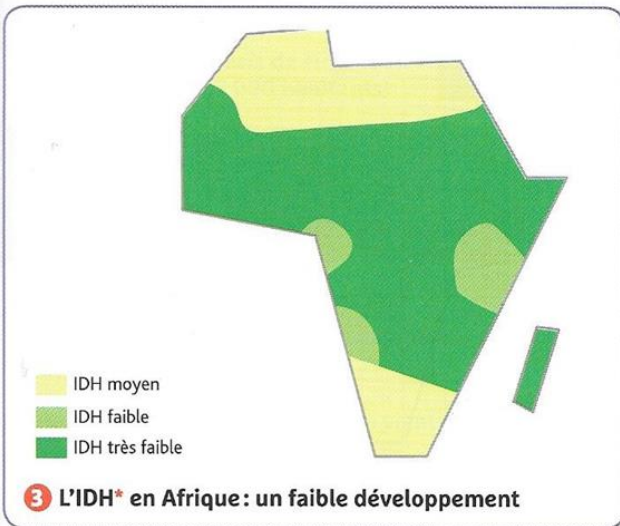 IDH moyen
IDH faible
IDH très faible
3 L'IDH* en Afrique : un faible développement